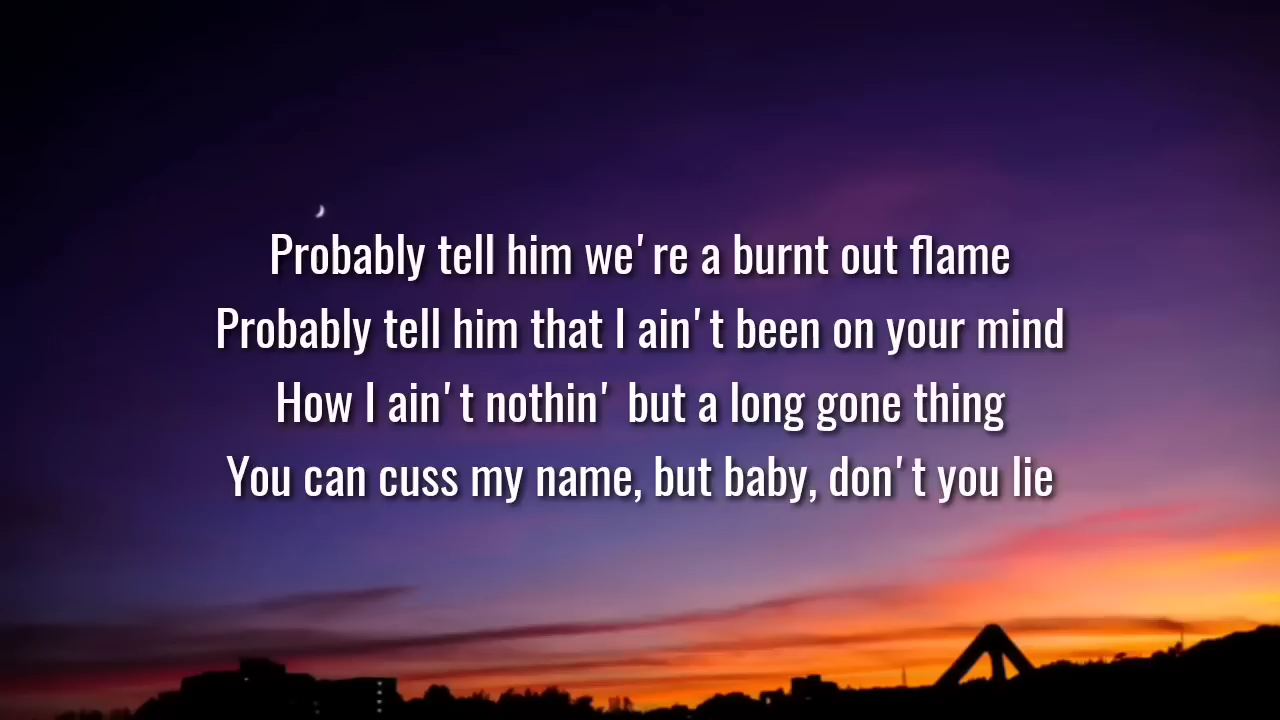 Probably tell him we're a burnt out flame
Probably tell him that I ain't been on your mind
How I ain't nothin' but a long gone thing
You can cuss my name, but baby, don't you lie